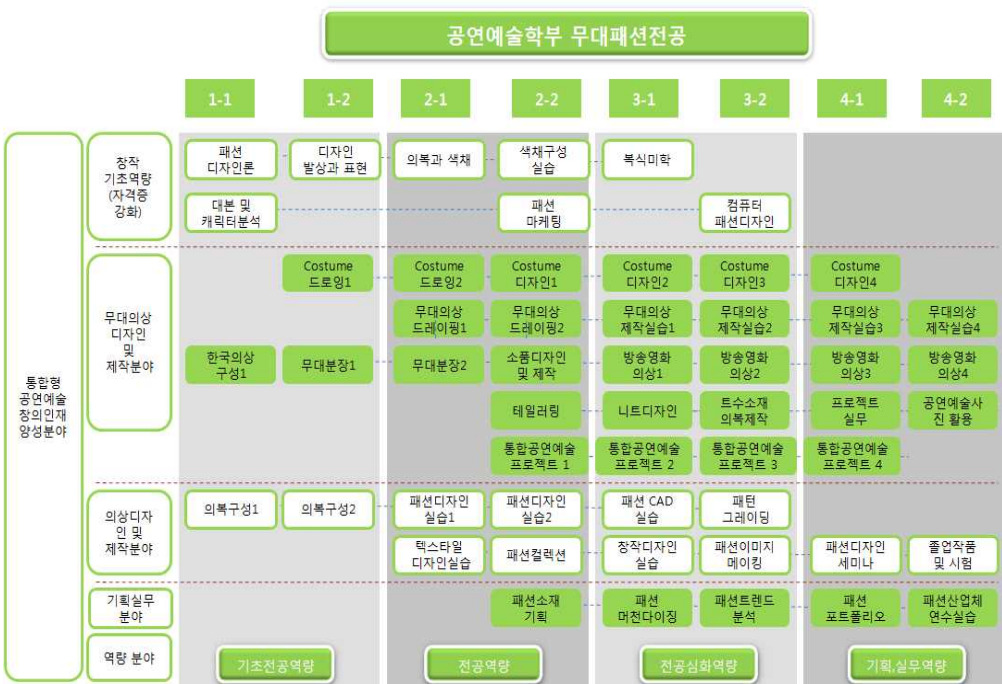 공연예술학부 무대패션전공
1-1
1-2
2-1
2-2
3-1
3-2
4-1
4-2
통합형
공연예술
창의인재
양성분야
창작
기초역량
(자격증
강화)
패션
디자인론
디자인
발상과 표현
의복과 색채
색채구성
실습
복식미학
대본 및
캐릭터분석
패션
마케팅
컴퓨터
패션디자인
무대의상
디자인
및
제작분야
Costume
드로잉1
Costume
드로잉2
Costume
디자인1
Costume
디자인2
Costume
디자인3
Costume
디자인4
무대의상
드레이핑1
무대의상
드레이핑2
무대의상
제작실습1
무대의상
제작실습2
무대의상
제작실습3
무대의상
제작실습4
한국의상
구성1
무대분장1
무대분장2
소품디자인
및 제작
방송영화
의상1
방송영화
의상2
방송영화
의상3
방송영화
의상4
테일러링
니트디자인
트수소재
의복제작
프로젝트
실무
공연예술사
진 활용
통합공연예술
프로젝트 1
통합공연예술
프로젝트 2
통합공연예술
프로젝트 3
통합공연예술
프로젝트 4
의상디자
인 및
제작분야
의복구성1
의복구성2
패션디자인
실습1
패션디자인
실습2
패션 CAD
실습
패턴
그레이딩
텍스타일
디자인실습
패션컬렉션
창작디자인
실습
패션이미지
메이킹
패션디자인
세미나
졸업작품
및 시험
기획실무
분야
패션소재
기획
패션
머천다이징
패션트렌드
분석
패션
포트폴리오
패션산업체
연수실습
역량 분야
기초전공역량
전공역량
전공심화역량
기획,실무역량